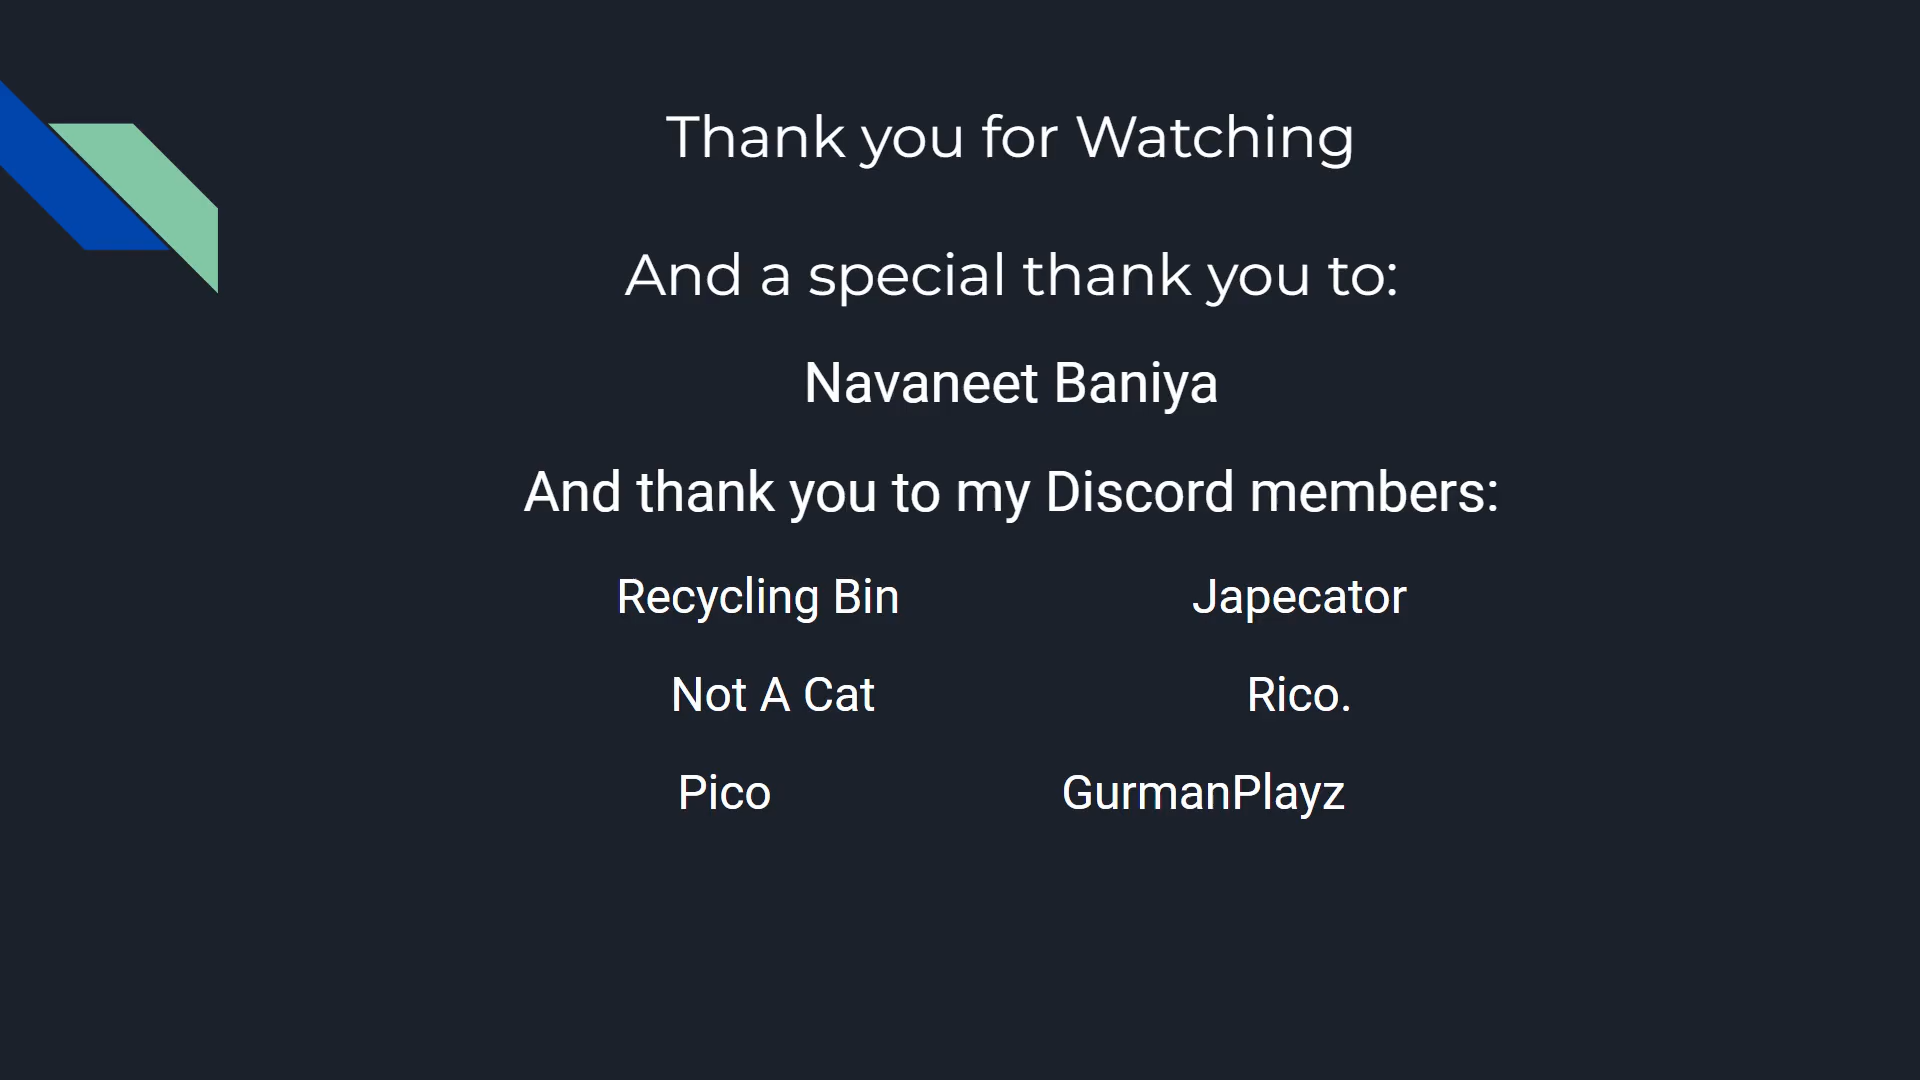 Thank you for Watching
And a special thank you to:
Navaneet Baniya
And thank you to my Discord members:
Recycling Bin Japecator
Not A Cat Rico.
Pico GurmanPlayz